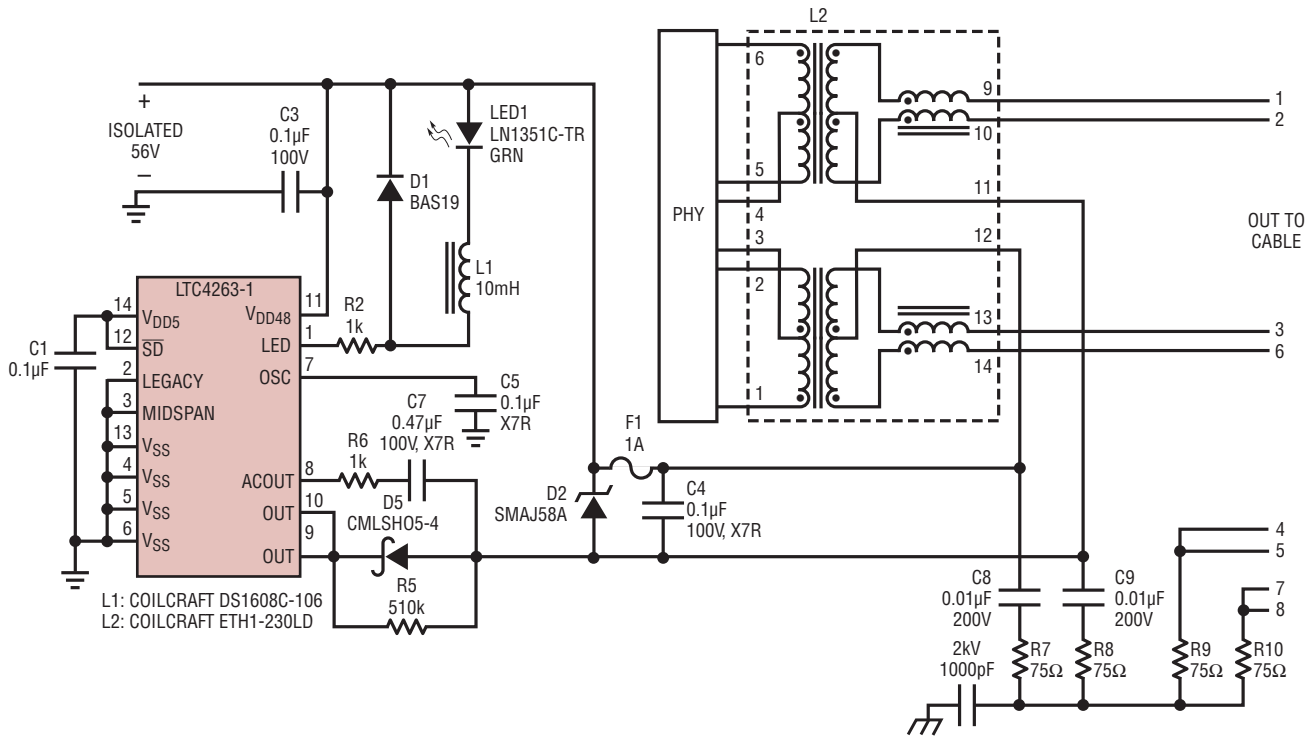 L2
PHY
6
5
4
3
2
1
9
10
11
12
13
14
1
2
3
6
OUT TO
CABLE
+
ISOLATED
56V
–
C3
0.1µF
100V
D1
BAS19
LED1
LN1351C-TR
GRN
L1
10mH
R2
1k
LTC4263-1
14
VDD5
12
SD
2
LEGACY
3
MIDSPAN
13
VSS
4
VSS
5
VSS
6
VSS
VDD48
11
LED
1
OSC
7
ACOUT
8
OUT
10
OUT
9
C1
0.1µF
C5
0.1µF
X7R
C7
0.47µF
100V, X7R
R6
1k
D5
CMLSH05-4
R5
510k
F1
1A
D2
SMAJ58A
C4
0.1µF
100V, X7R
L1: COILCRAFT DS1608C-106
L2: COILCRAFT ETH1-230LD
C8
0.01µF
200V
C9
0.01µF
200V
2kV
1000pF
R7
75Ω
R8
75Ω
R9
75Ω
R10
75Ω
4
5
7
8